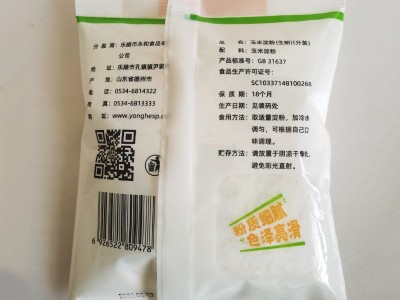 分 装 商：乐陵市永和食品有
公司
地 址：乐陵市孔镇镇尹家
产 地：山东省德州市
电 话：0534-6814322
传 真：0534-6813333
www.yonghesp.c
6 926522 809478
品 名：玉米淀粉(生粉)(分装)
配 料：玉米淀粉
产品标准号：GB 31637
食品生产许可证号：
SC10337148100268
保 质 期：18个月
生产日期：见喷码处
食用方法：取适量淀粉，加冷水
调匀，可根据自己口
味调理。
贮存方法：请放置于阴凉干燥处，
避免阳光直射。
粉质细腻
色泽亮滑